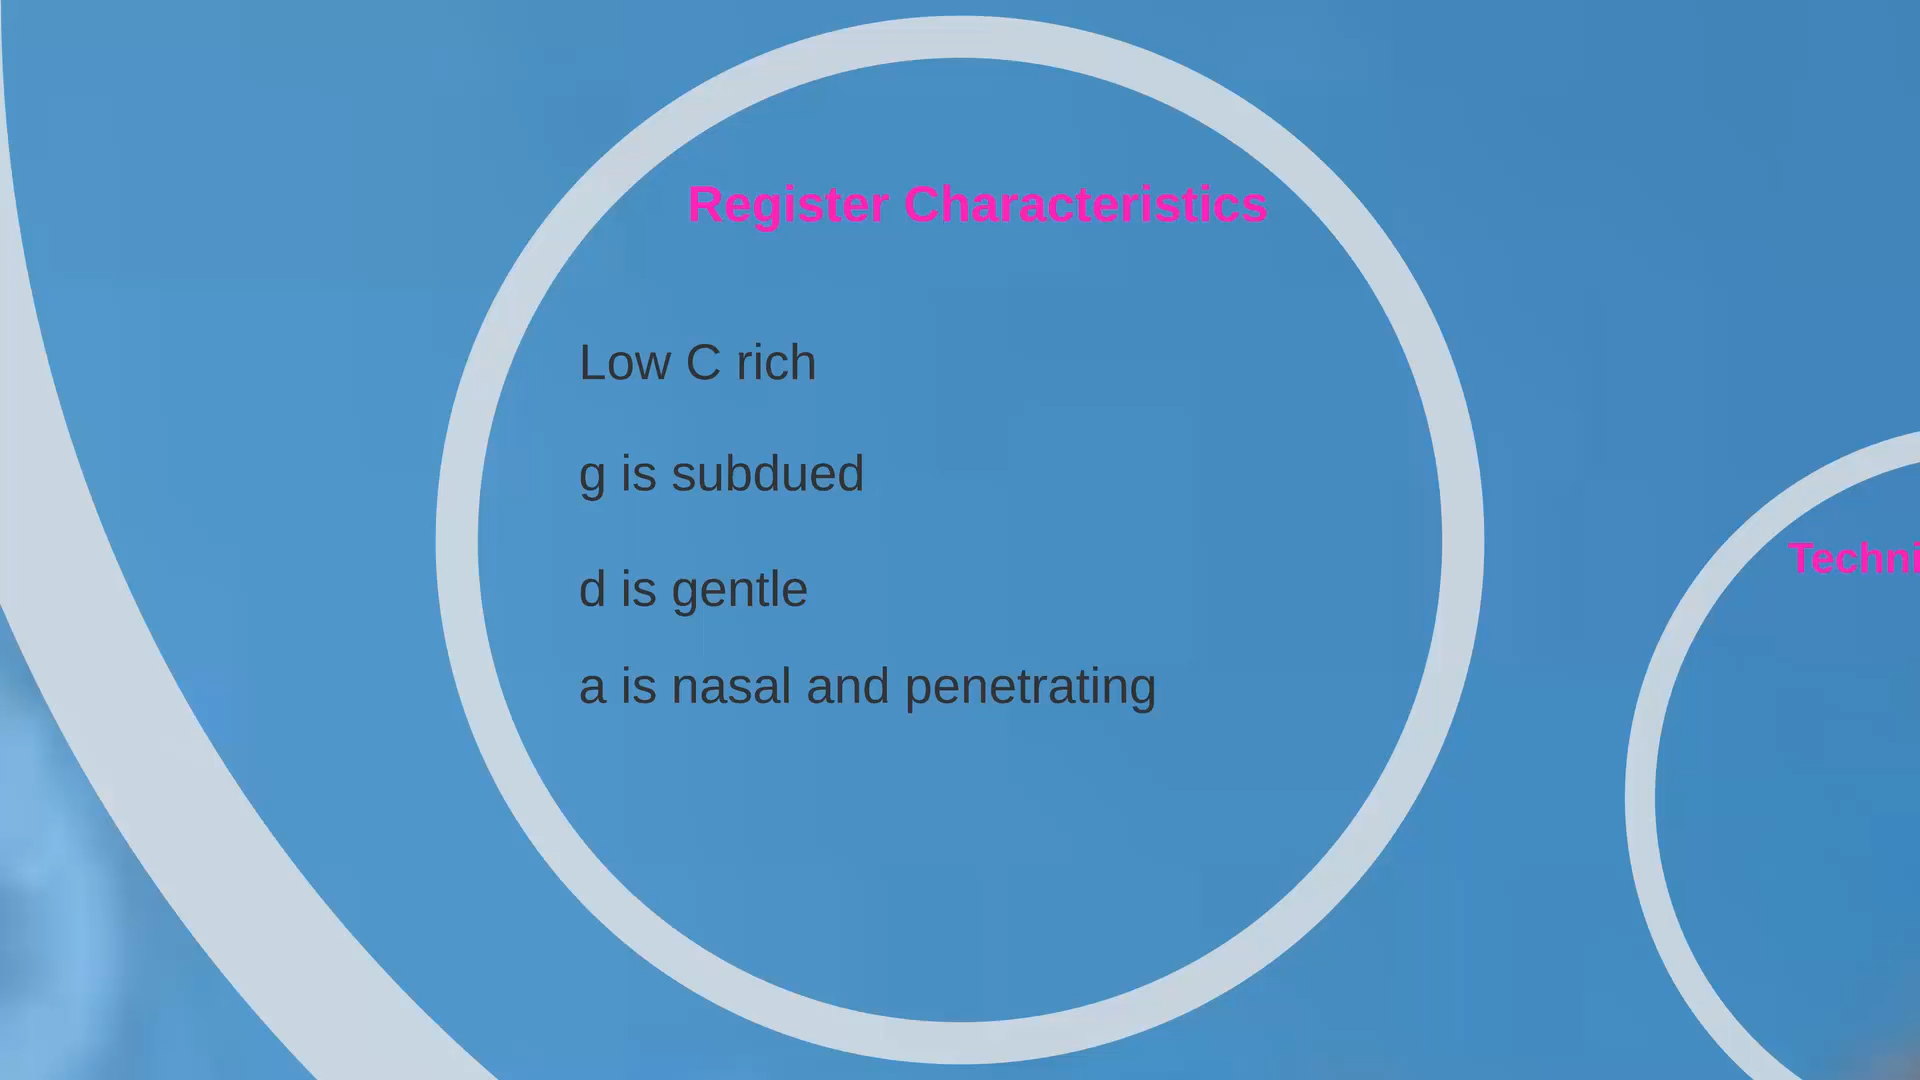 Register Characteristics
Low C rich
g is subdued
d is gentle
a is nasal and penetrating